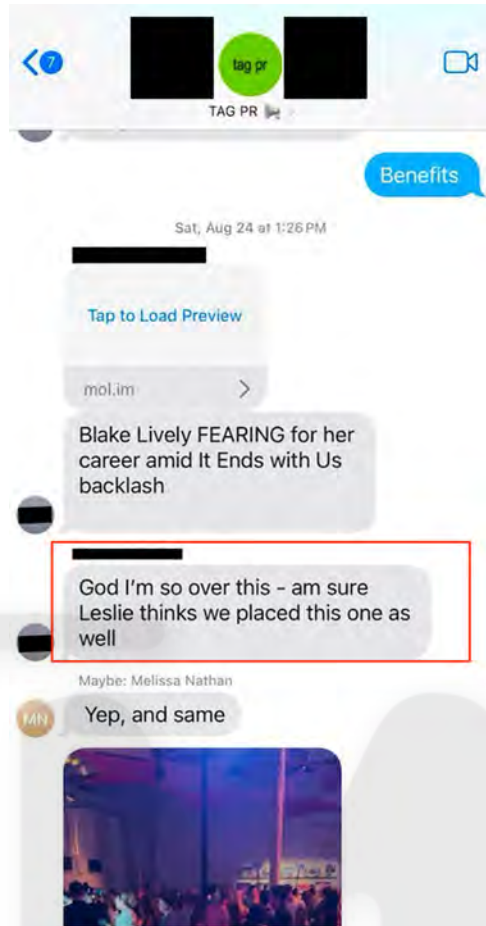 7
tag pr
TAG PR
Benefits
Sat, Aug 24 at 1:26 PM
Tap to Load Preview
mol.im
Blake Lively FEARING for her
career amid It Ends with Us
backlash
God I'm so over this – am sure
Leslie thinks we placed this one as
well
Maybe: Melissa Nathan
MN
Yep, and same